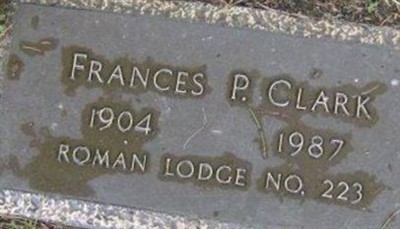 FRANCES P. CLARK
1904 1987
ROMAN LODGE NO. 223